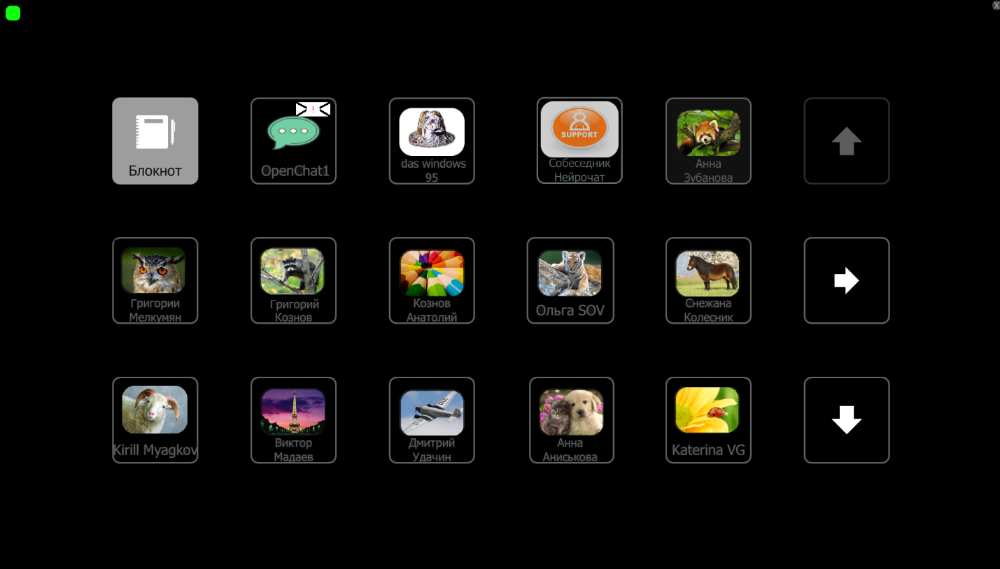 X
!
SUPPORT
Блокнот
OpenChat1
das windows
95
Собеседник
Нейрочат
Анна
Зубанова
Григории
Мелкумян
Григорий
Кознов
Кознов
Анатолий
Ольга SOV
Снежана
Колесник
Kirill Myagkov
Виктор
Мадаев
Дмитрий
Удачин
Анна
Аниськова
Katerina VG